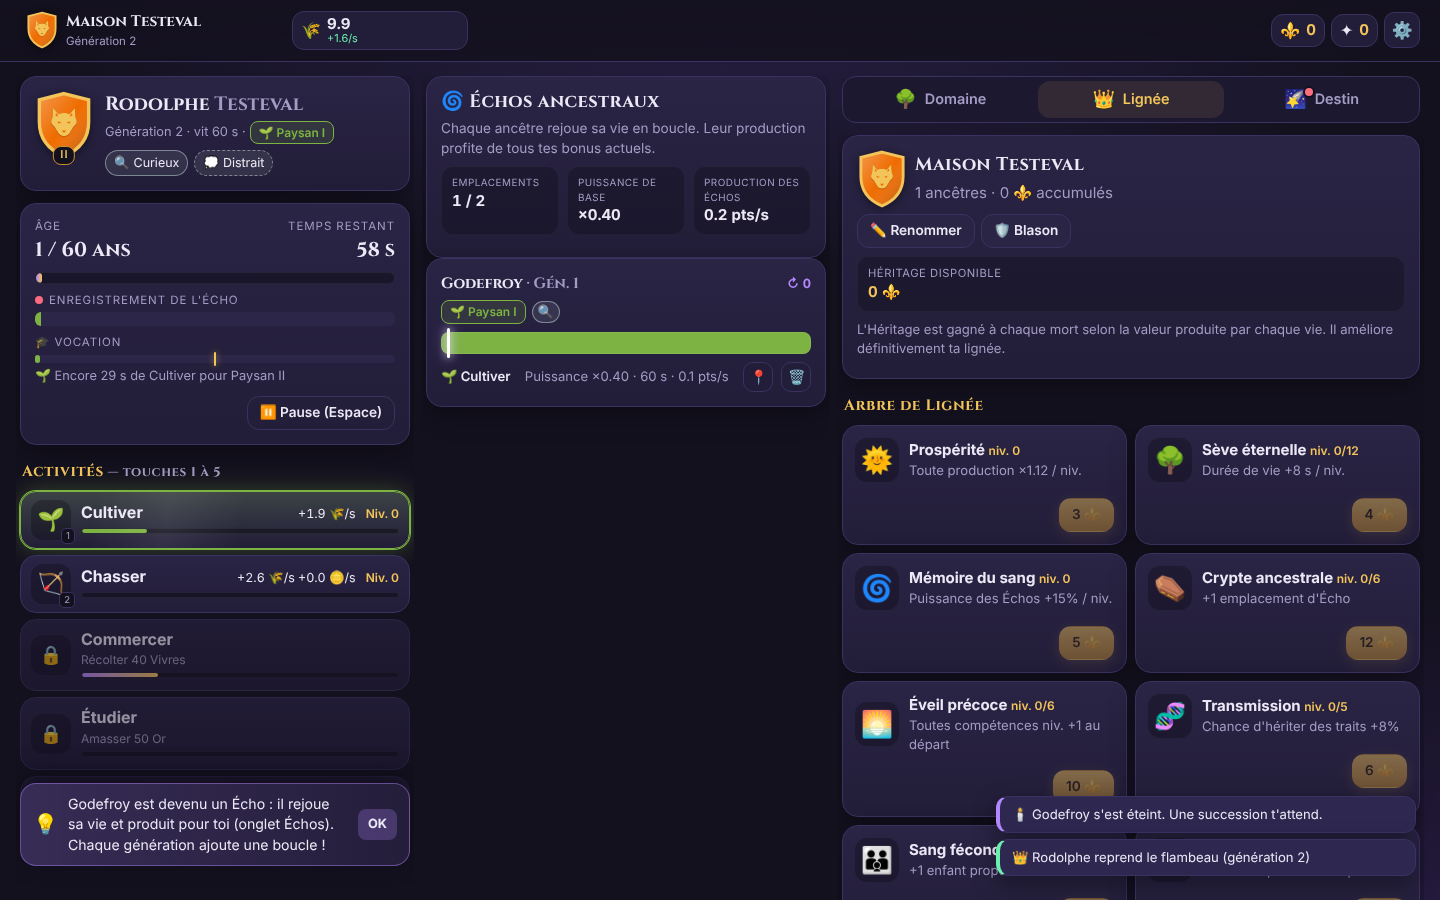 Maison Testeval
Génération 2
9.9
+1.6/s
0
0
Rodolphe Testeval
Génération 2 · vit 60 s · Paysan I
II
Curieux
Distrait
ÂGE
TEMPS RESTANT
1 / 60 ans
58 s
ENREGISTREMENT DE L'ÉCHO
VOCATION
Encore 29 s de Cultiver pour Paysan II
Pause (Espace)
Activités — touches 1 à 5
Cultiver
+1.9 /s Niv. 0
1
Chasser
+2.6 /s +0.0 /s Niv. 0
2
Commercer
Récolter 40 Vivres
Étudier
Amasser 50 Or
Godefroy est devenu un Écho : il rejoue
sa vie et produit pour toi (onglet Échos).
Chaque génération ajoute une boucle !
OK
Échos ancestraux
Chaque ancêtre rejoue sa vie en boucle. Leur production
profite de tous tes bonus actuels.
EMPLACEMENTS
1 / 2
PUISSANCE DE
BASE
×0.40
PRODUCTION DES
ÉCHOS
0.2 pts/s
Godefroy · Gén. 1
↻ 0
Paysan I
Cultiver Puissance ×0.40 · 60 s · 0.1 pts/s
Domaine
Lignée
Destin
Maison Testeval
1 ancêtres · 0 accumulés
Renommer
Blason
HÉRITAGE DISPONIBLE
0
L'Héritage est gagné à chaque mort selon la valeur produite par chaque vie. Il améliore
définitivement ta lignée.
Arbre de Lignée
Prospérité niv. 0
Toute production ×1.12 / niv.
3
Sève éternelle niv. 0/12
Durée de vie +8 s / niv.
4
Mémoire du sang niv. 0
Puissance des Échos +15% / niv.
5
Crypte ancestrale niv. 0/6
+1 emplacement d'Écho
12
Éveil précoce niv. 0/6
Toutes compétences niv. +1 au
départ
10
Transmission niv. 0/5
Chance d'hériter des traits +8%
6
Godefroy s'est éteint. Une succession t'attend.
Rodolphe reprend le flambeau (génération 2)
Sang
+1 enfant